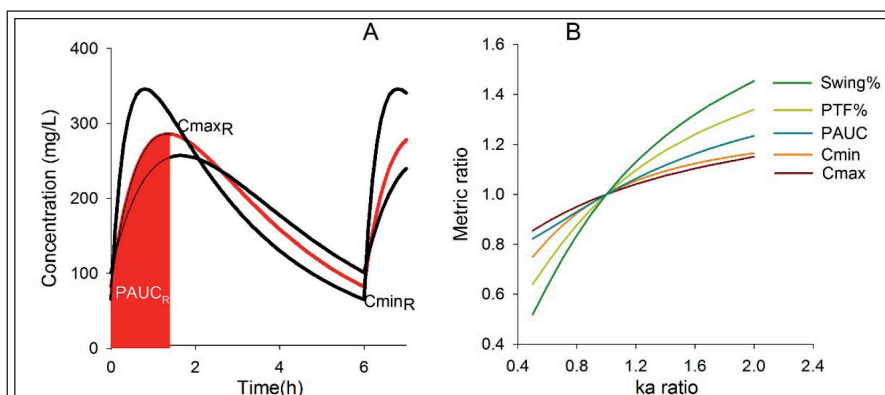 A
400
300
200
100
0
Concentration (mg/L)
CmaxR
PAUCR
CminR
0
2
4
6
Time(h)
B
1.6
1.4
1.2
1.0
0.8
0.6
0.4
Metric ratio
Swing%
PTF%
PAUC
Cmin
Cmax
0.4
0.8
1.2
1.6
2.0
2.4
ka ratio